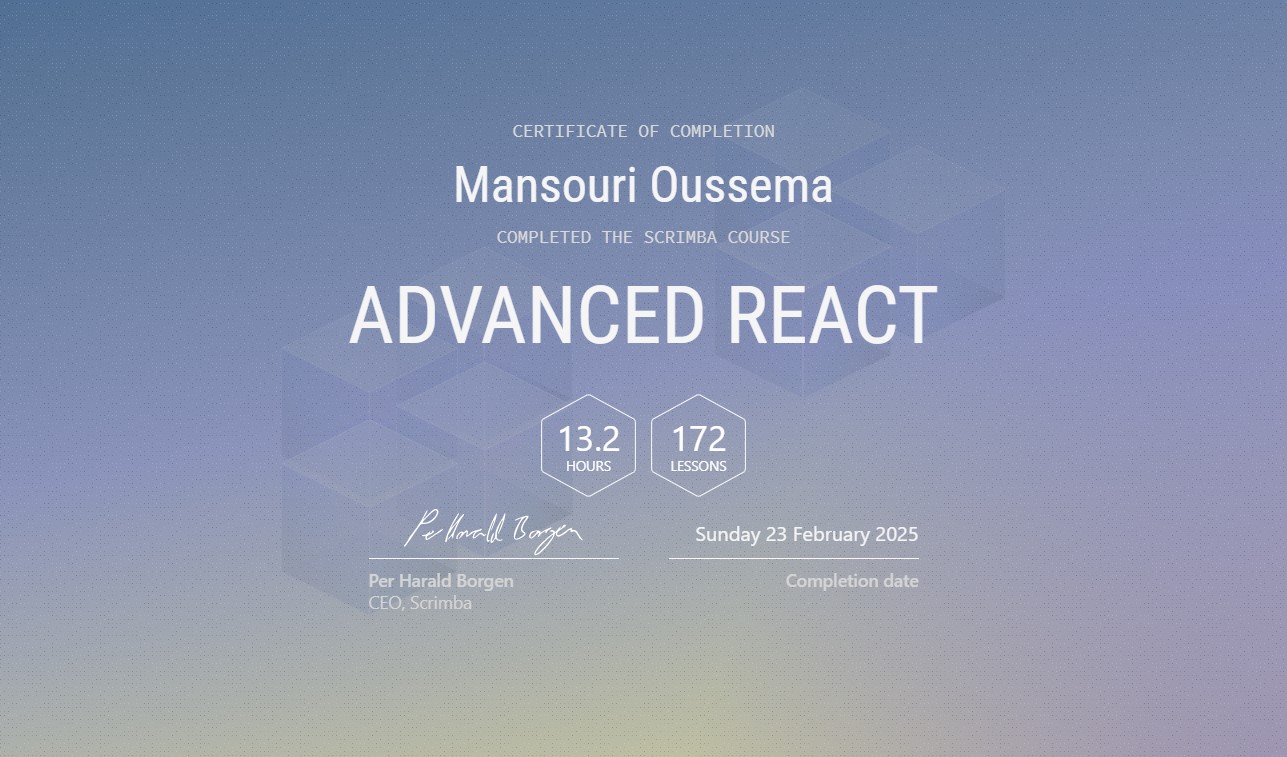 CERTIFICATE OF COMPLETION
Mansouri Oussema
COMPLETED THE SCRIMBA COURSE
ADVANCED REACT
13.2 172
HOURS LESSONS
Per Harald Borgen
Sunday 23 February 2025
Per Harald Borgen Completion date
CEO, Scrimba